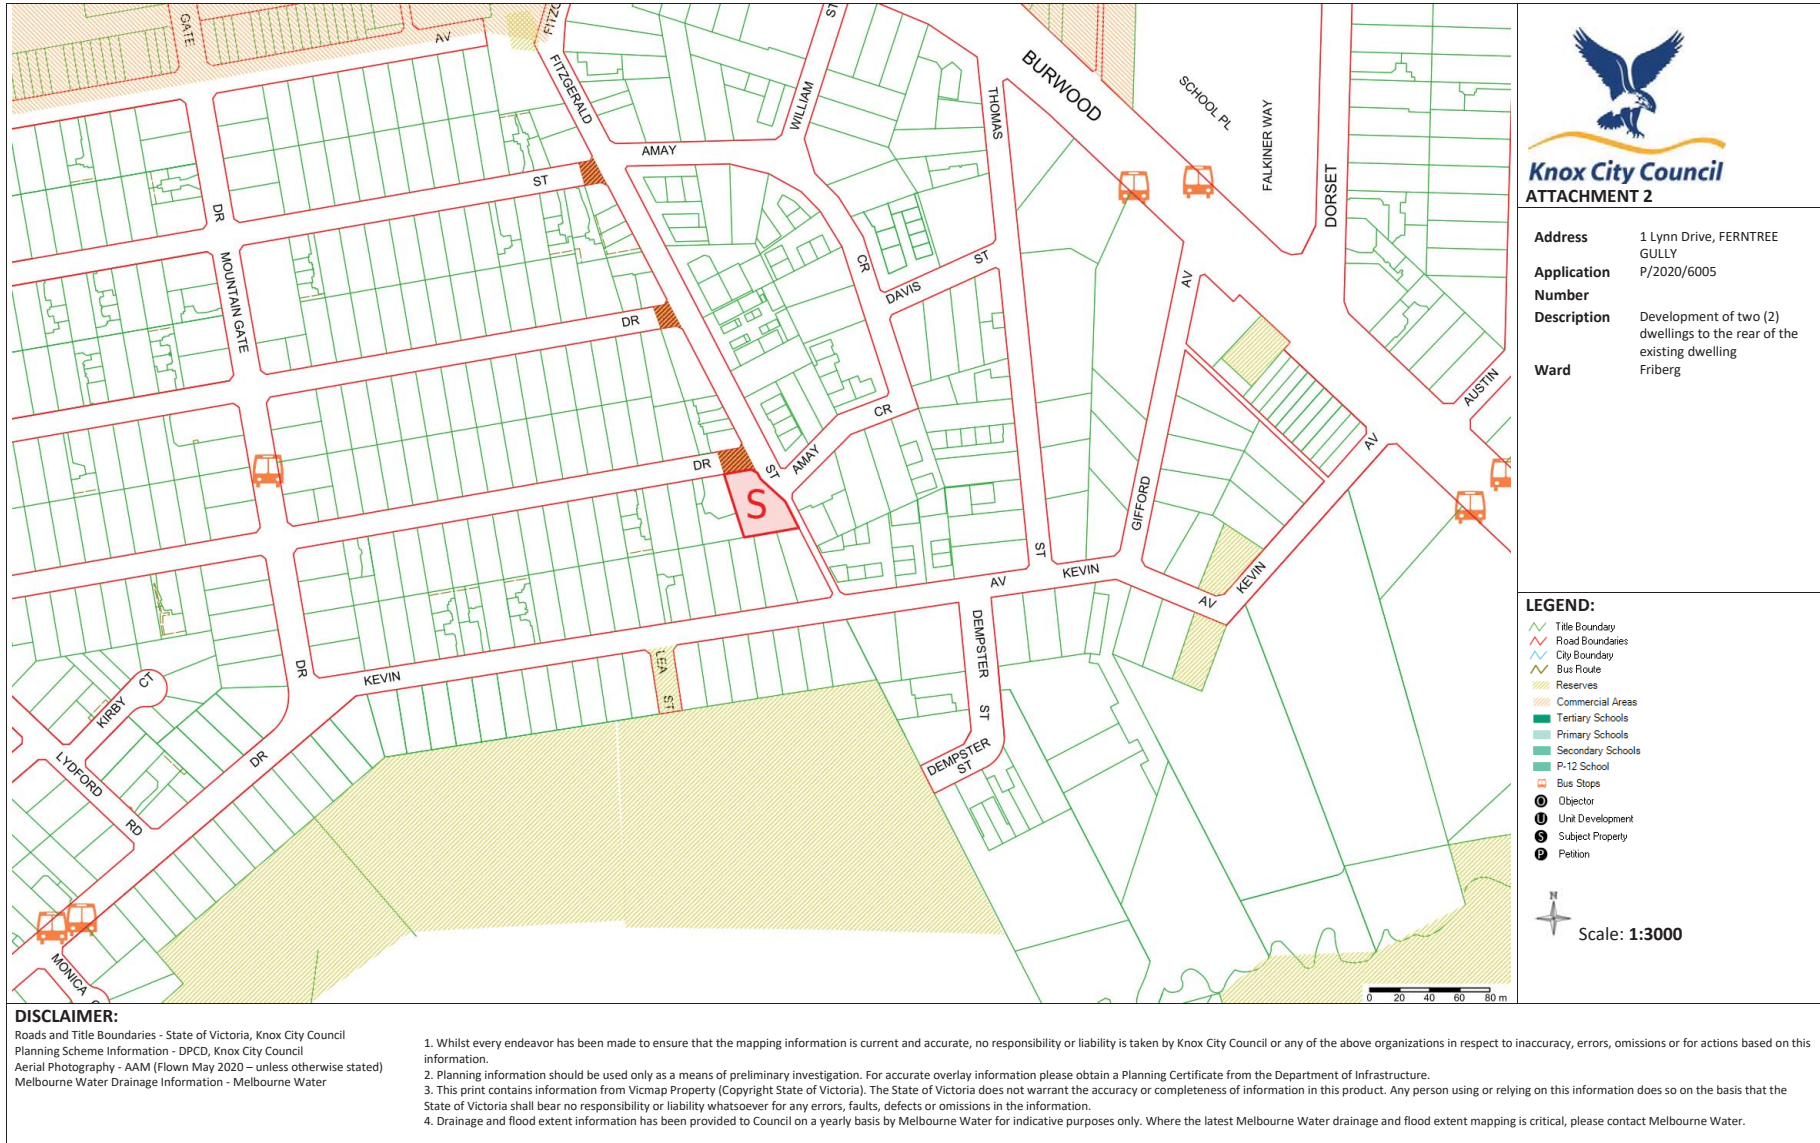 GATE
AV
FITZ
FITZGERALD
ST
WILLIAM
AMAY
ST
DR
MOUNTAIN GATE
DR
DR
CR
DAVIS
ST
THOMAS
BURWOOD
SCHOOL PL
FALKINER WAY
DORSET
AV
AUSTIN
AV
CR
AMAY
ST
S
GIFFORD
ST
KEVIN
AV
KEVIN
AV
DEMPSTER
ST
DEMPSTER
ST
LEA
ST
KEVIN
DR
DR
KIRBY
CT
LYDFORD
RD
MONICA
0 20 40 60 80 m
Knox City Council
ATTACHMENT 2
Address 1 Lynn Drive, FERNTREE
GULLY
Application P/2020/6005
Number
Description Development of two (2)
dwellings to the rear of the
existing dwelling
Ward Friberg
LEGEND:
Title Boundary
Road Boundaries
City Boundary
Bus Route
Reserves
Commercial Areas
Tertiary Schools
Primary Schools
Secondary Schools
P-12 School
Bus Stops
O Objector
U Unit Development
S Subject Property
P Petition
N
Scale: 1:3000
DISCLAIMER:
Roads and Title Boundaries - State of Victoria, Knox City Council
Planning Scheme Information - DPCD, Knox City Council
Aerial Photography - AAM (Flown May 2020 – unless otherwise stated)
Melbourne Water Drainage Information - Melbourne Water
1. Whilst every endeavor has been made to ensure that the mapping information is current and accurate, no responsibility or liability is taken by Knox City Council or any of the above organizations in respect to inaccuracy, errors, omissions or for actions based on this
information.
2. Planning information should be used only as a means of preliminary investigation. For accurate overlay information please obtain a Planning Certificate from the Department of Infrastructure.
3. This print contains information from Vicmap Property (Copyright State of Victoria). The State of Victoria does not warrant the accuracy or completeness of information in this product. Any person using or relying on this information does so on the basis that the
State of Victoria shall bear no responsibility or liability whatsoever for any errors, faults, defects or omissions in the information.
4. Drainage and flood extent information has been provided to Council on a yearly basis by Melbourne Water for indicative purposes only. Where the latest Melbourne Water drainage and flood extent mapping is critical, please contact Melbourne Water.